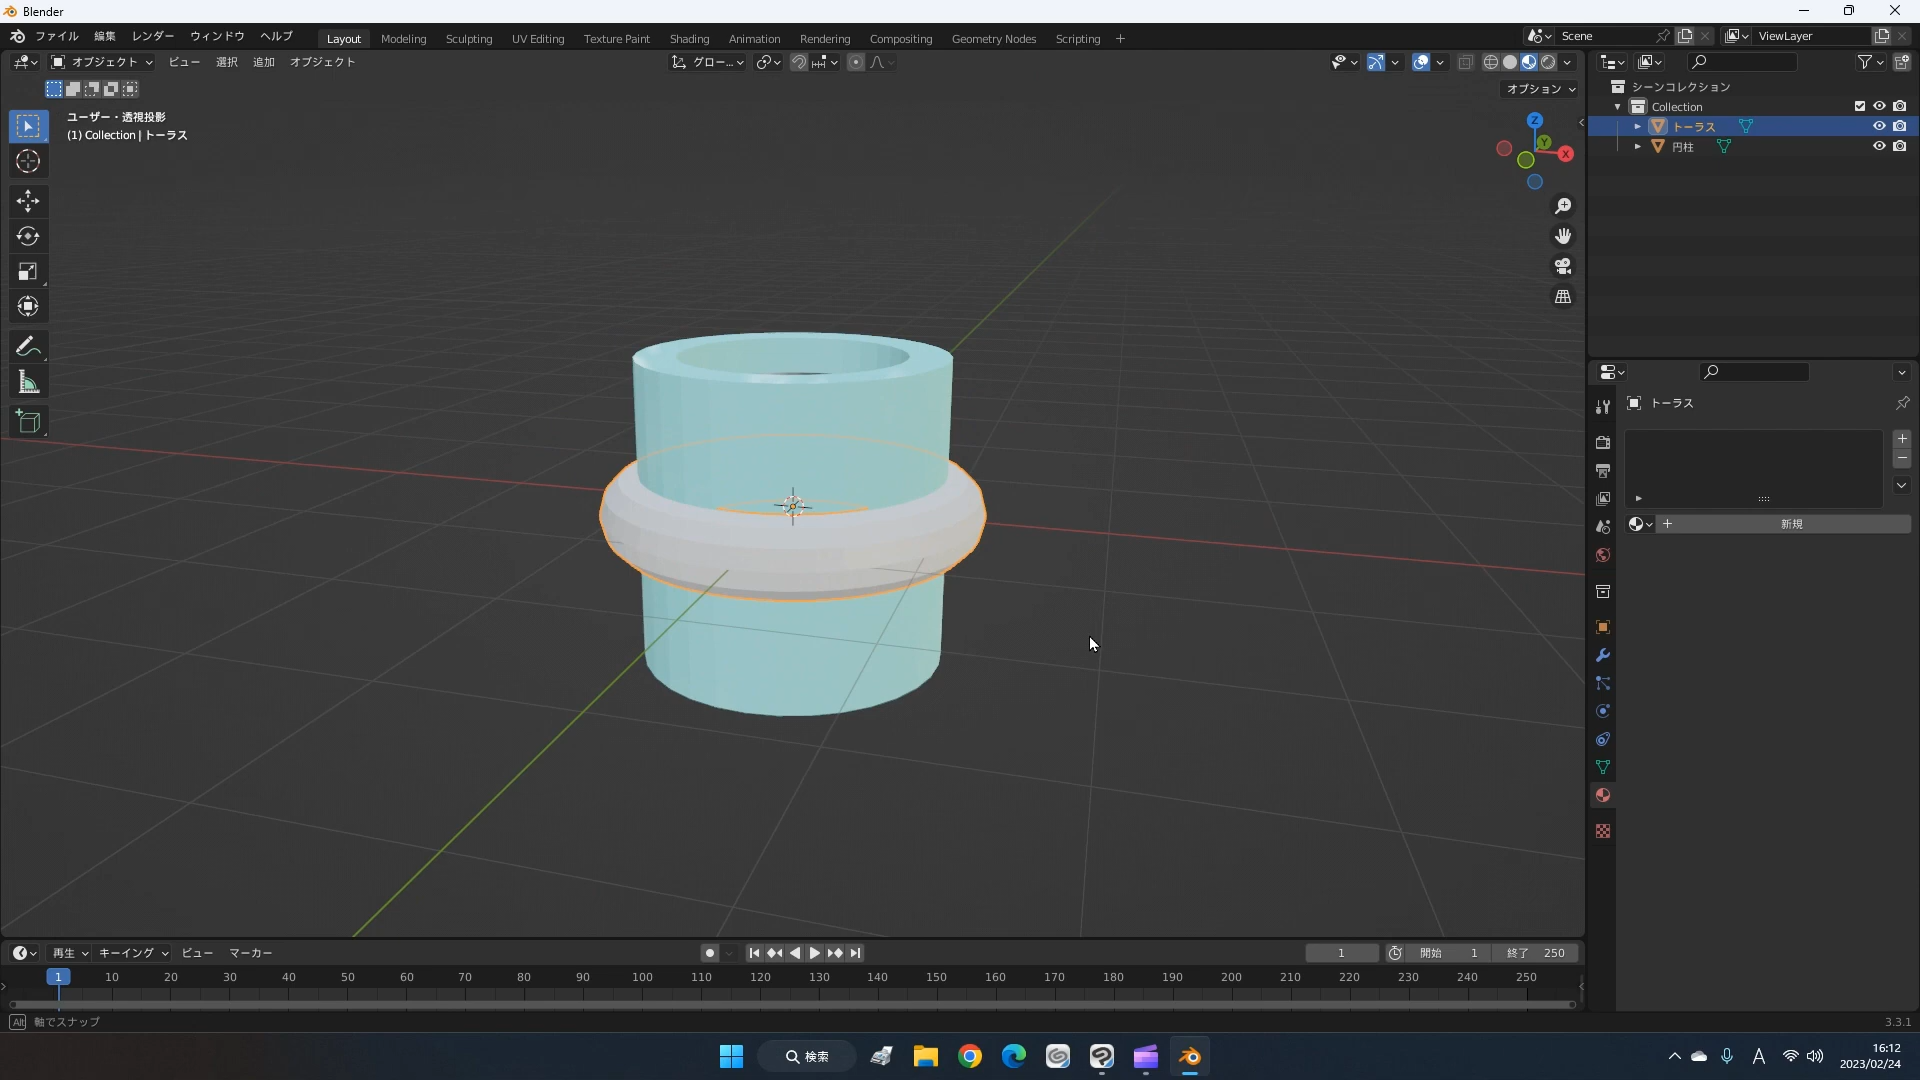 Blender
ファイル 編集 レンダー ウィンドウ ヘルプ Layout Modeling Sculpting UV Editing Texture Paint Shading Animation Rendering Compositing Geometry Nodes Scripting + Scene ViewLayer
オブジェクト ビュー 選択 追加 オブジェクト グロー...
オプション
ユーザー・透視投影
(1) Collection | トーラス
Z
Y
X
シーンコレクション
Collection
トーラス
円柱
トーラス
新規
再生 キーイング ビュー マーカー 1 開始 1 終了 250
1 10 20 30 40 50 60 70 80 90 100 110 120 130 140 150 160 170 180 190 200 210 220 230 240 250
Alt 軸でスナップ 3.3.1
検索 A 16:12
2023/02/24